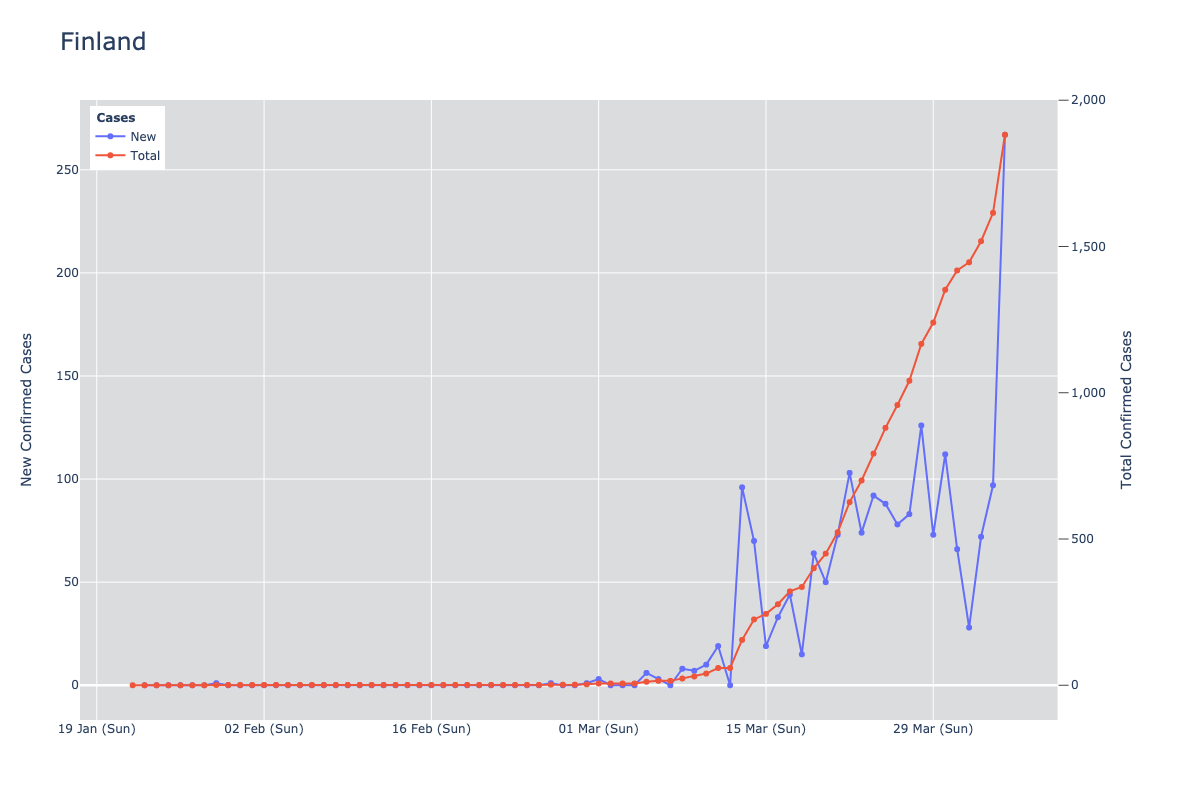 Finland
Cases
New
Total
250
200
150
100
50
0
New Confirmed Cases
2,000
1,500
1,000
500
0
Total Confirmed Cases
19 Jan (Sun)
02 Feb (Sun)
16 Feb (Sun)
01 Mar (Sun)
15 Mar (Sun)
29 Mar (Sun)